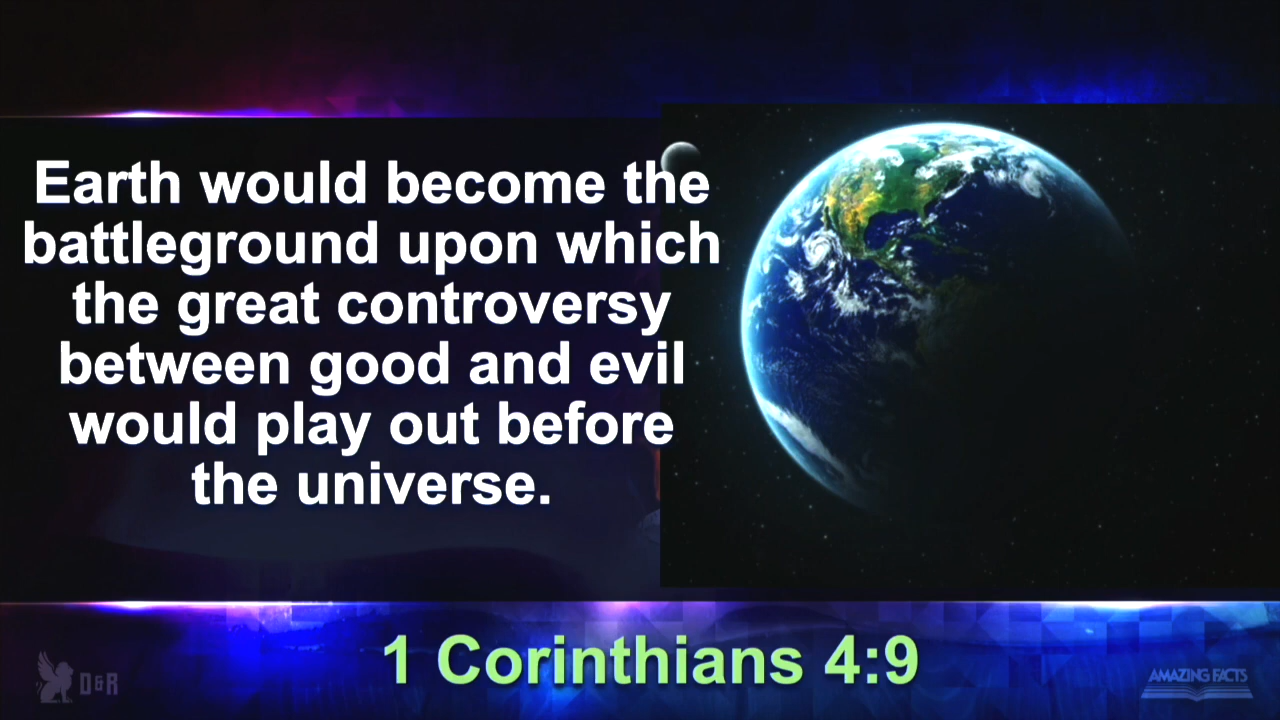 Earth would become the
battleground upon which
the great controversy
between good and evil
would play out before
the universe.
1 Corinthians 4:9
D&R
AMAZING FACTS